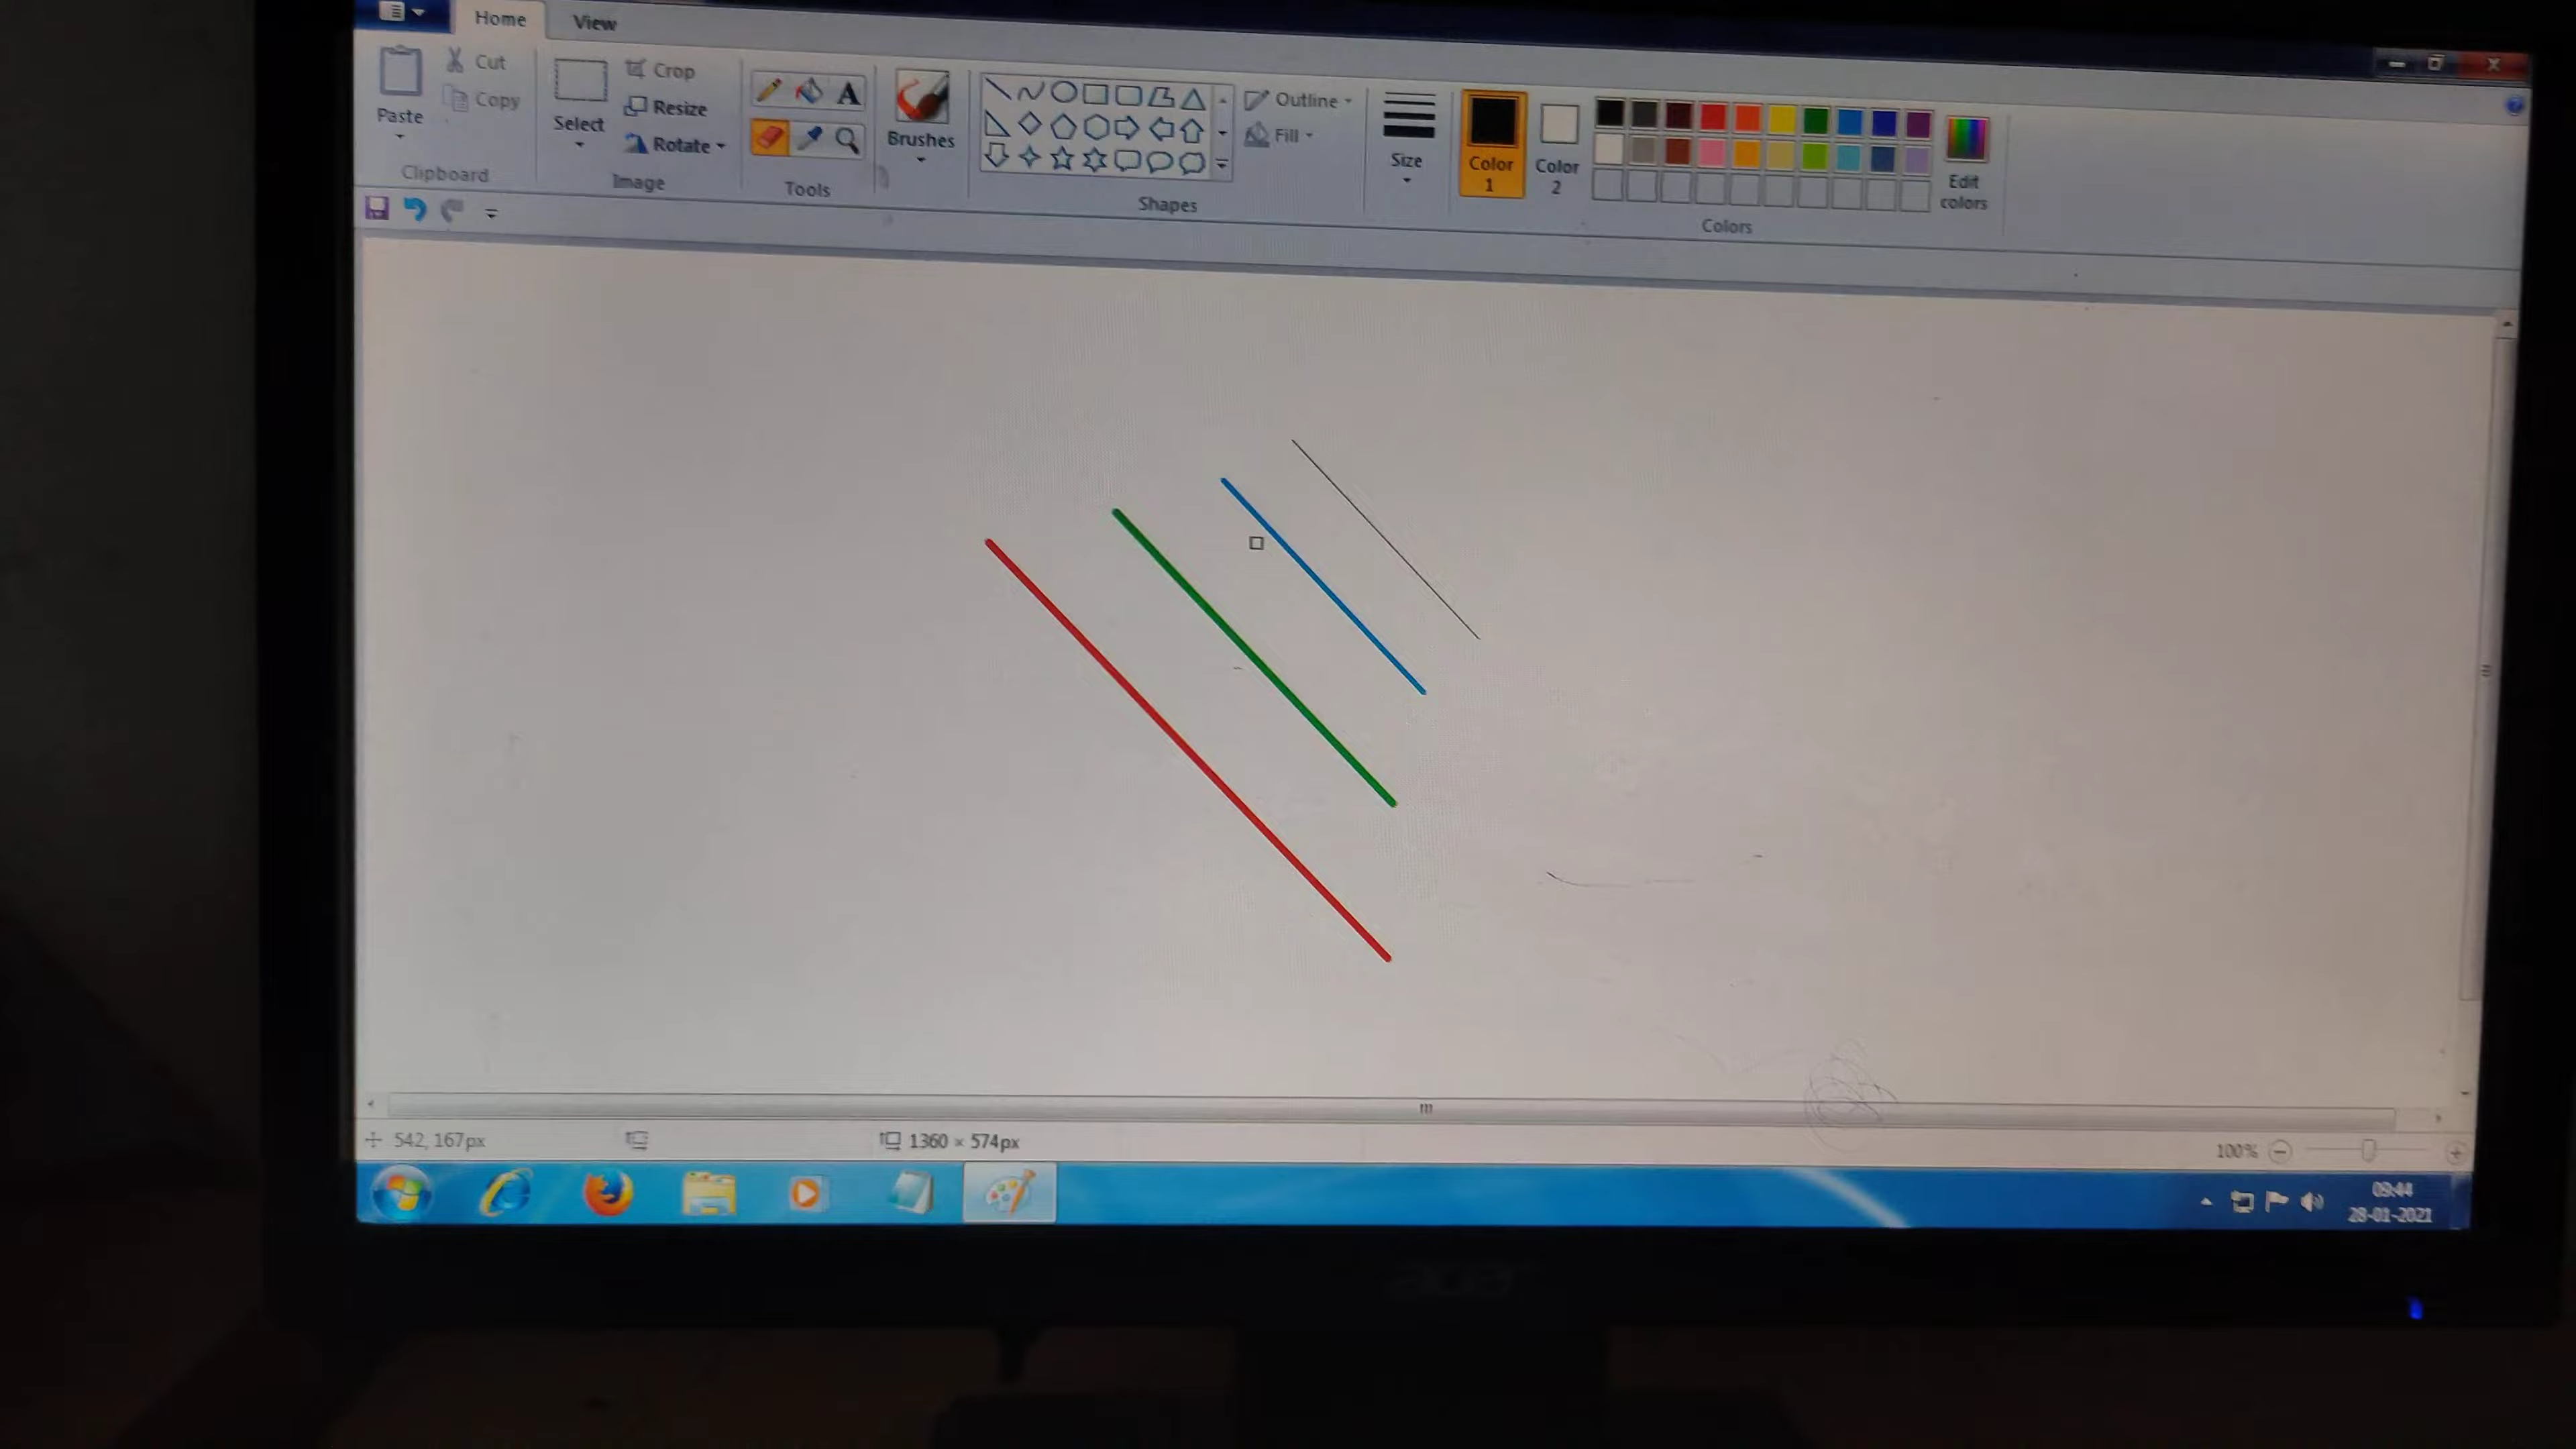 Home View
Paste
Cut
Copy
Clipboard
Select
Crop
Resize
Rotate
Image
A
Tools
Brushes
Shapes
Outline
Fill
Size
Color 1
Color 2
Edit colors
Colors
542, 167px
1360 × 574px
100%
09:44
28-01-2021
acer